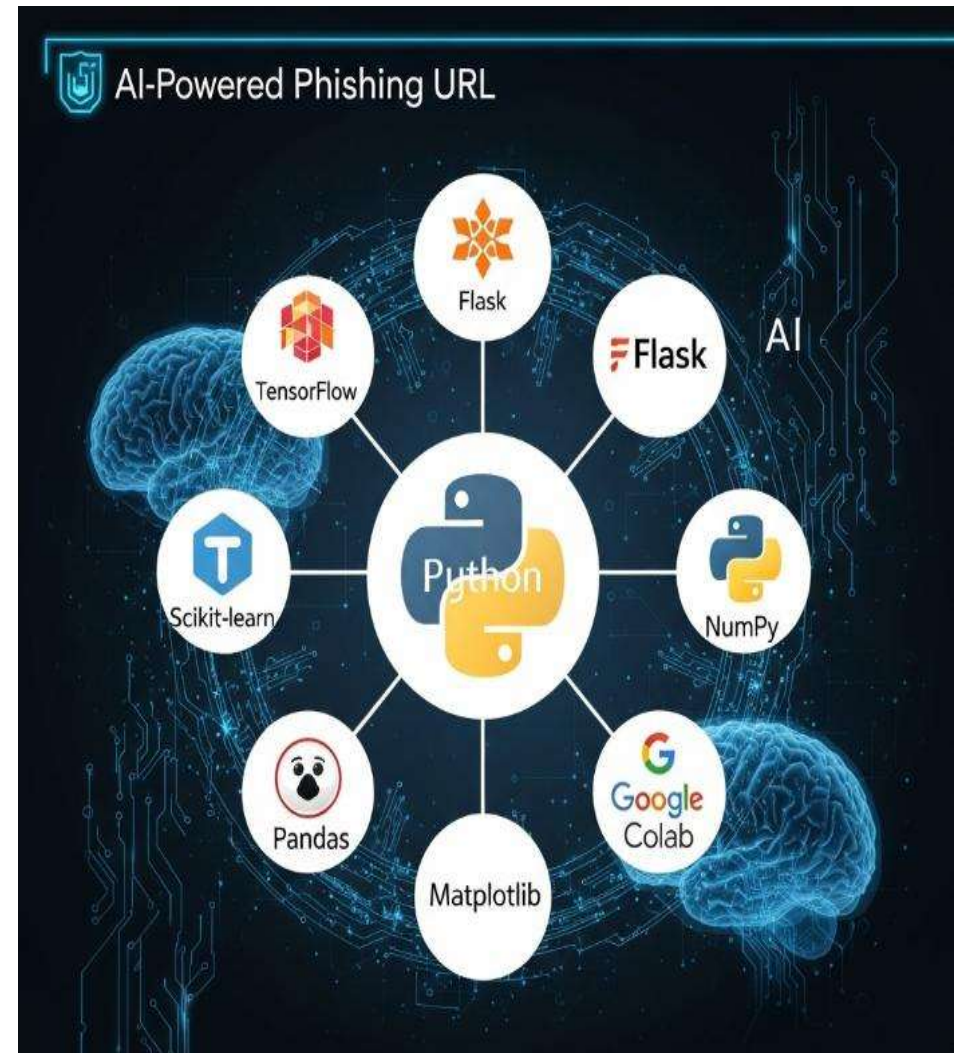 AI-Powered Phishing URL
Flask
TensorFlow
Flask
AI
Python
Scikit-learn
NumPy
Pandas
Google
Colab
Matplotlib